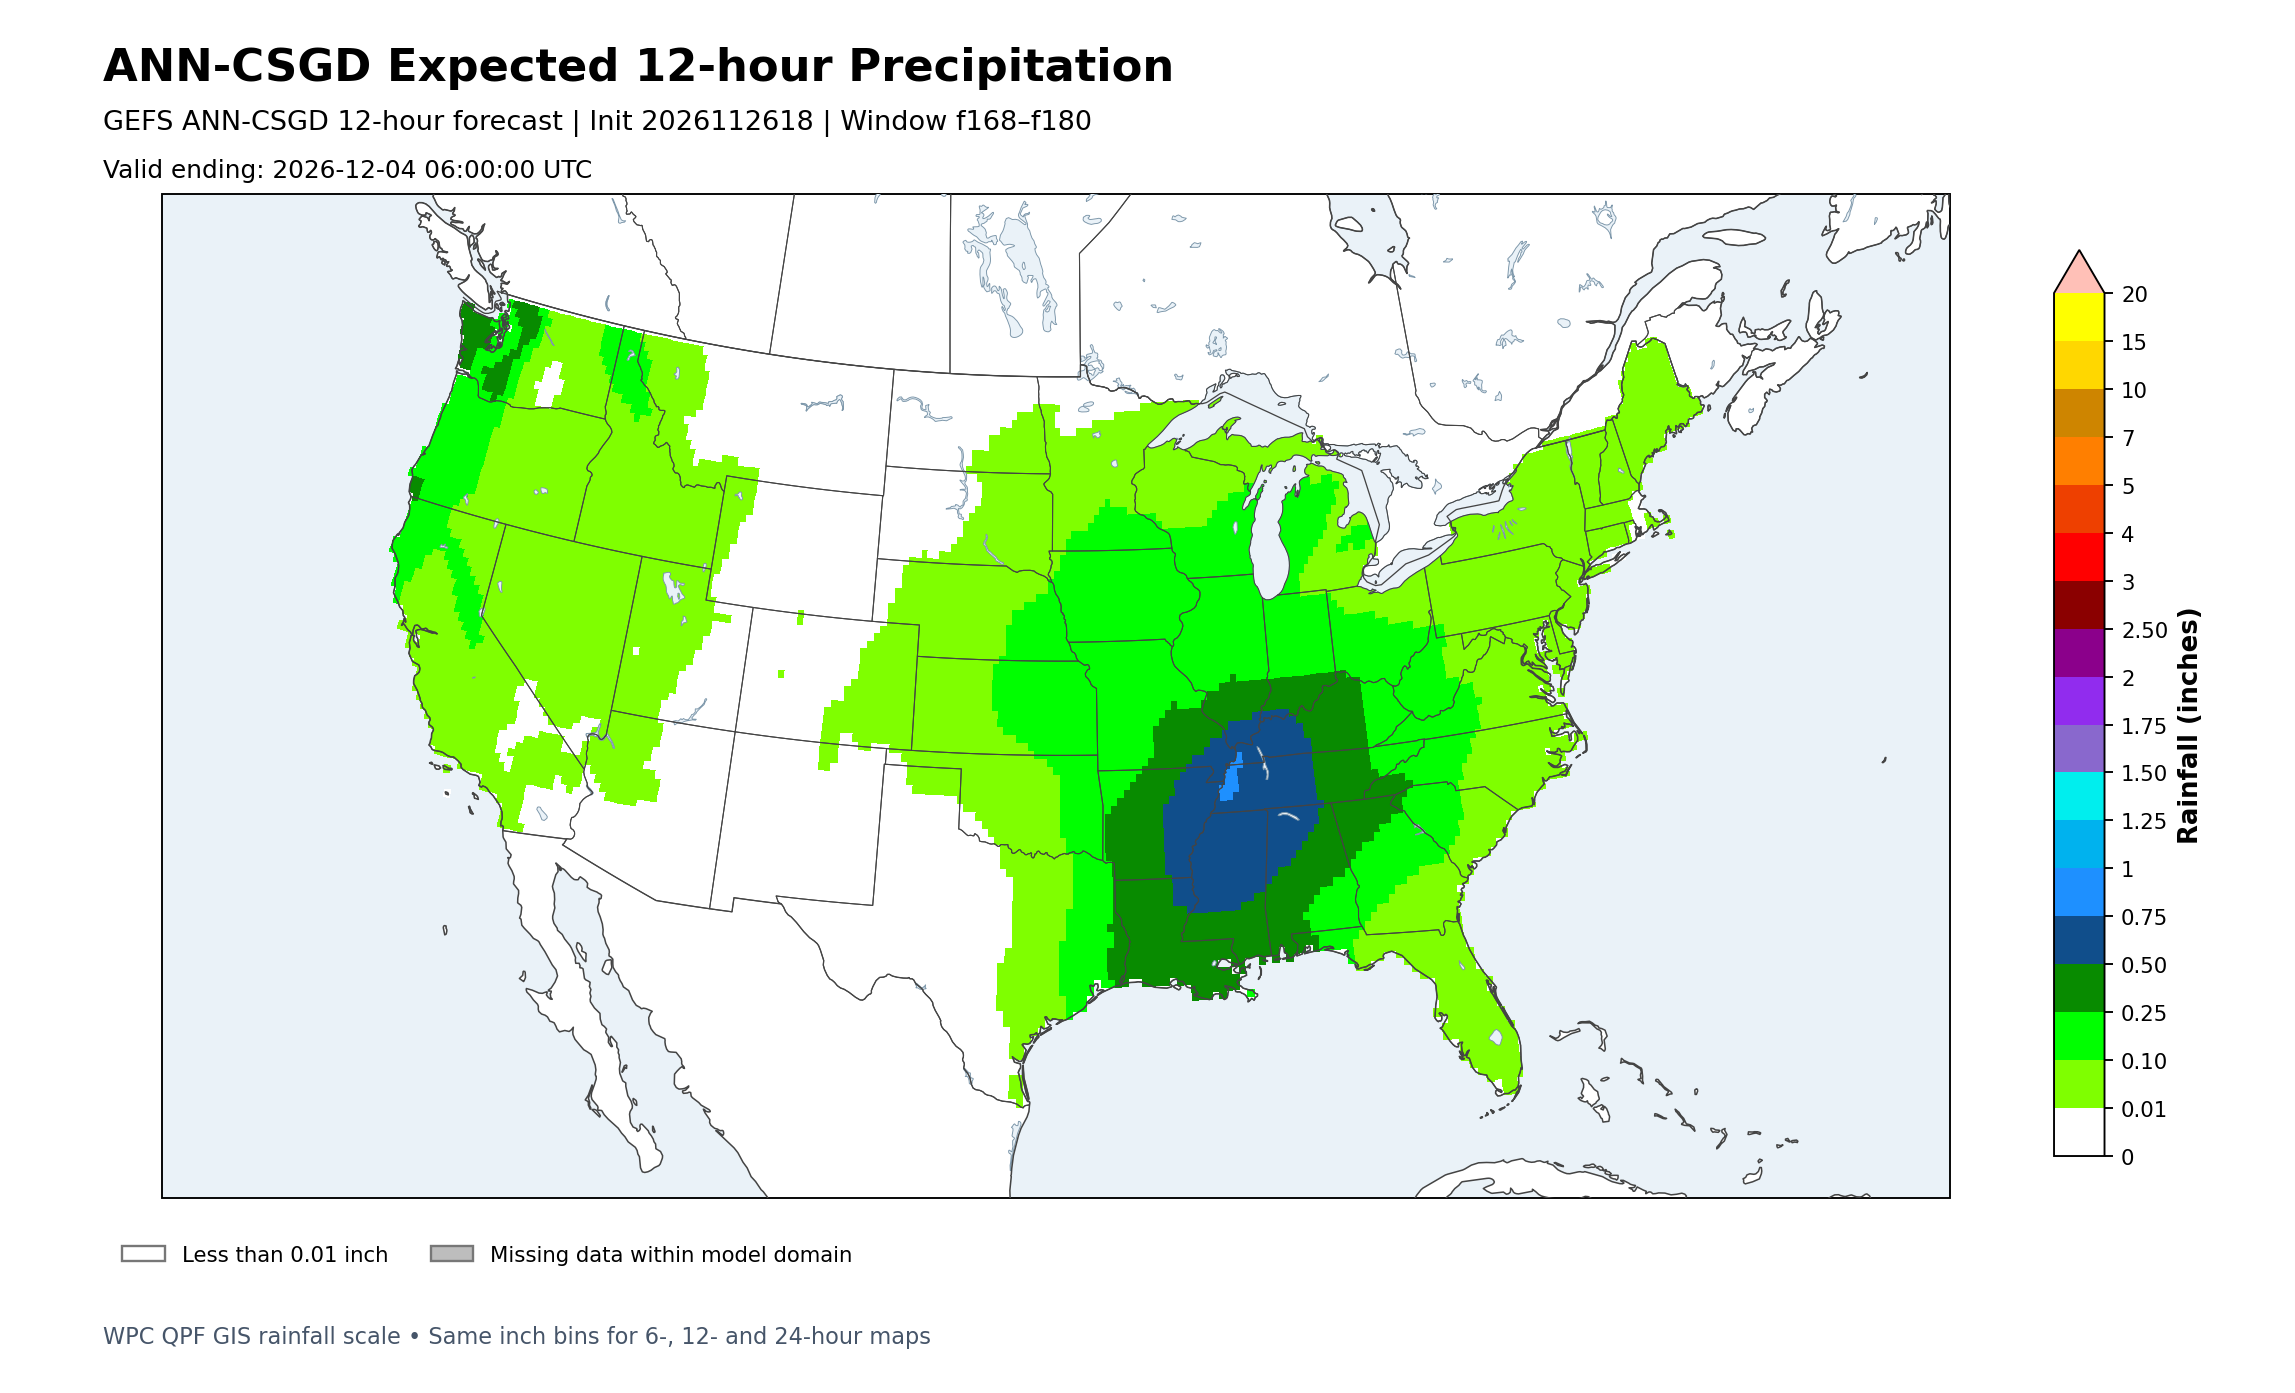 ANN-CSGD Expected 12-hour Precipitation
GEFS ANN-CSGD 12-hour forecast | Init 2026112618 | Window f168–f180
Valid ending: 2026-12-04 06:00:00 UTC
20
15
10
7
5
4
3
2.50
2
1.75
1.50
1.25
1
0.75
0.50
0.25
0.10
0.01
0
Rainfall (inches)
Less than 0.01 inch
Missing data within model domain
WPC QPF GIS rainfall scale • Same inch bins for 6-, 12- and 24-hour maps